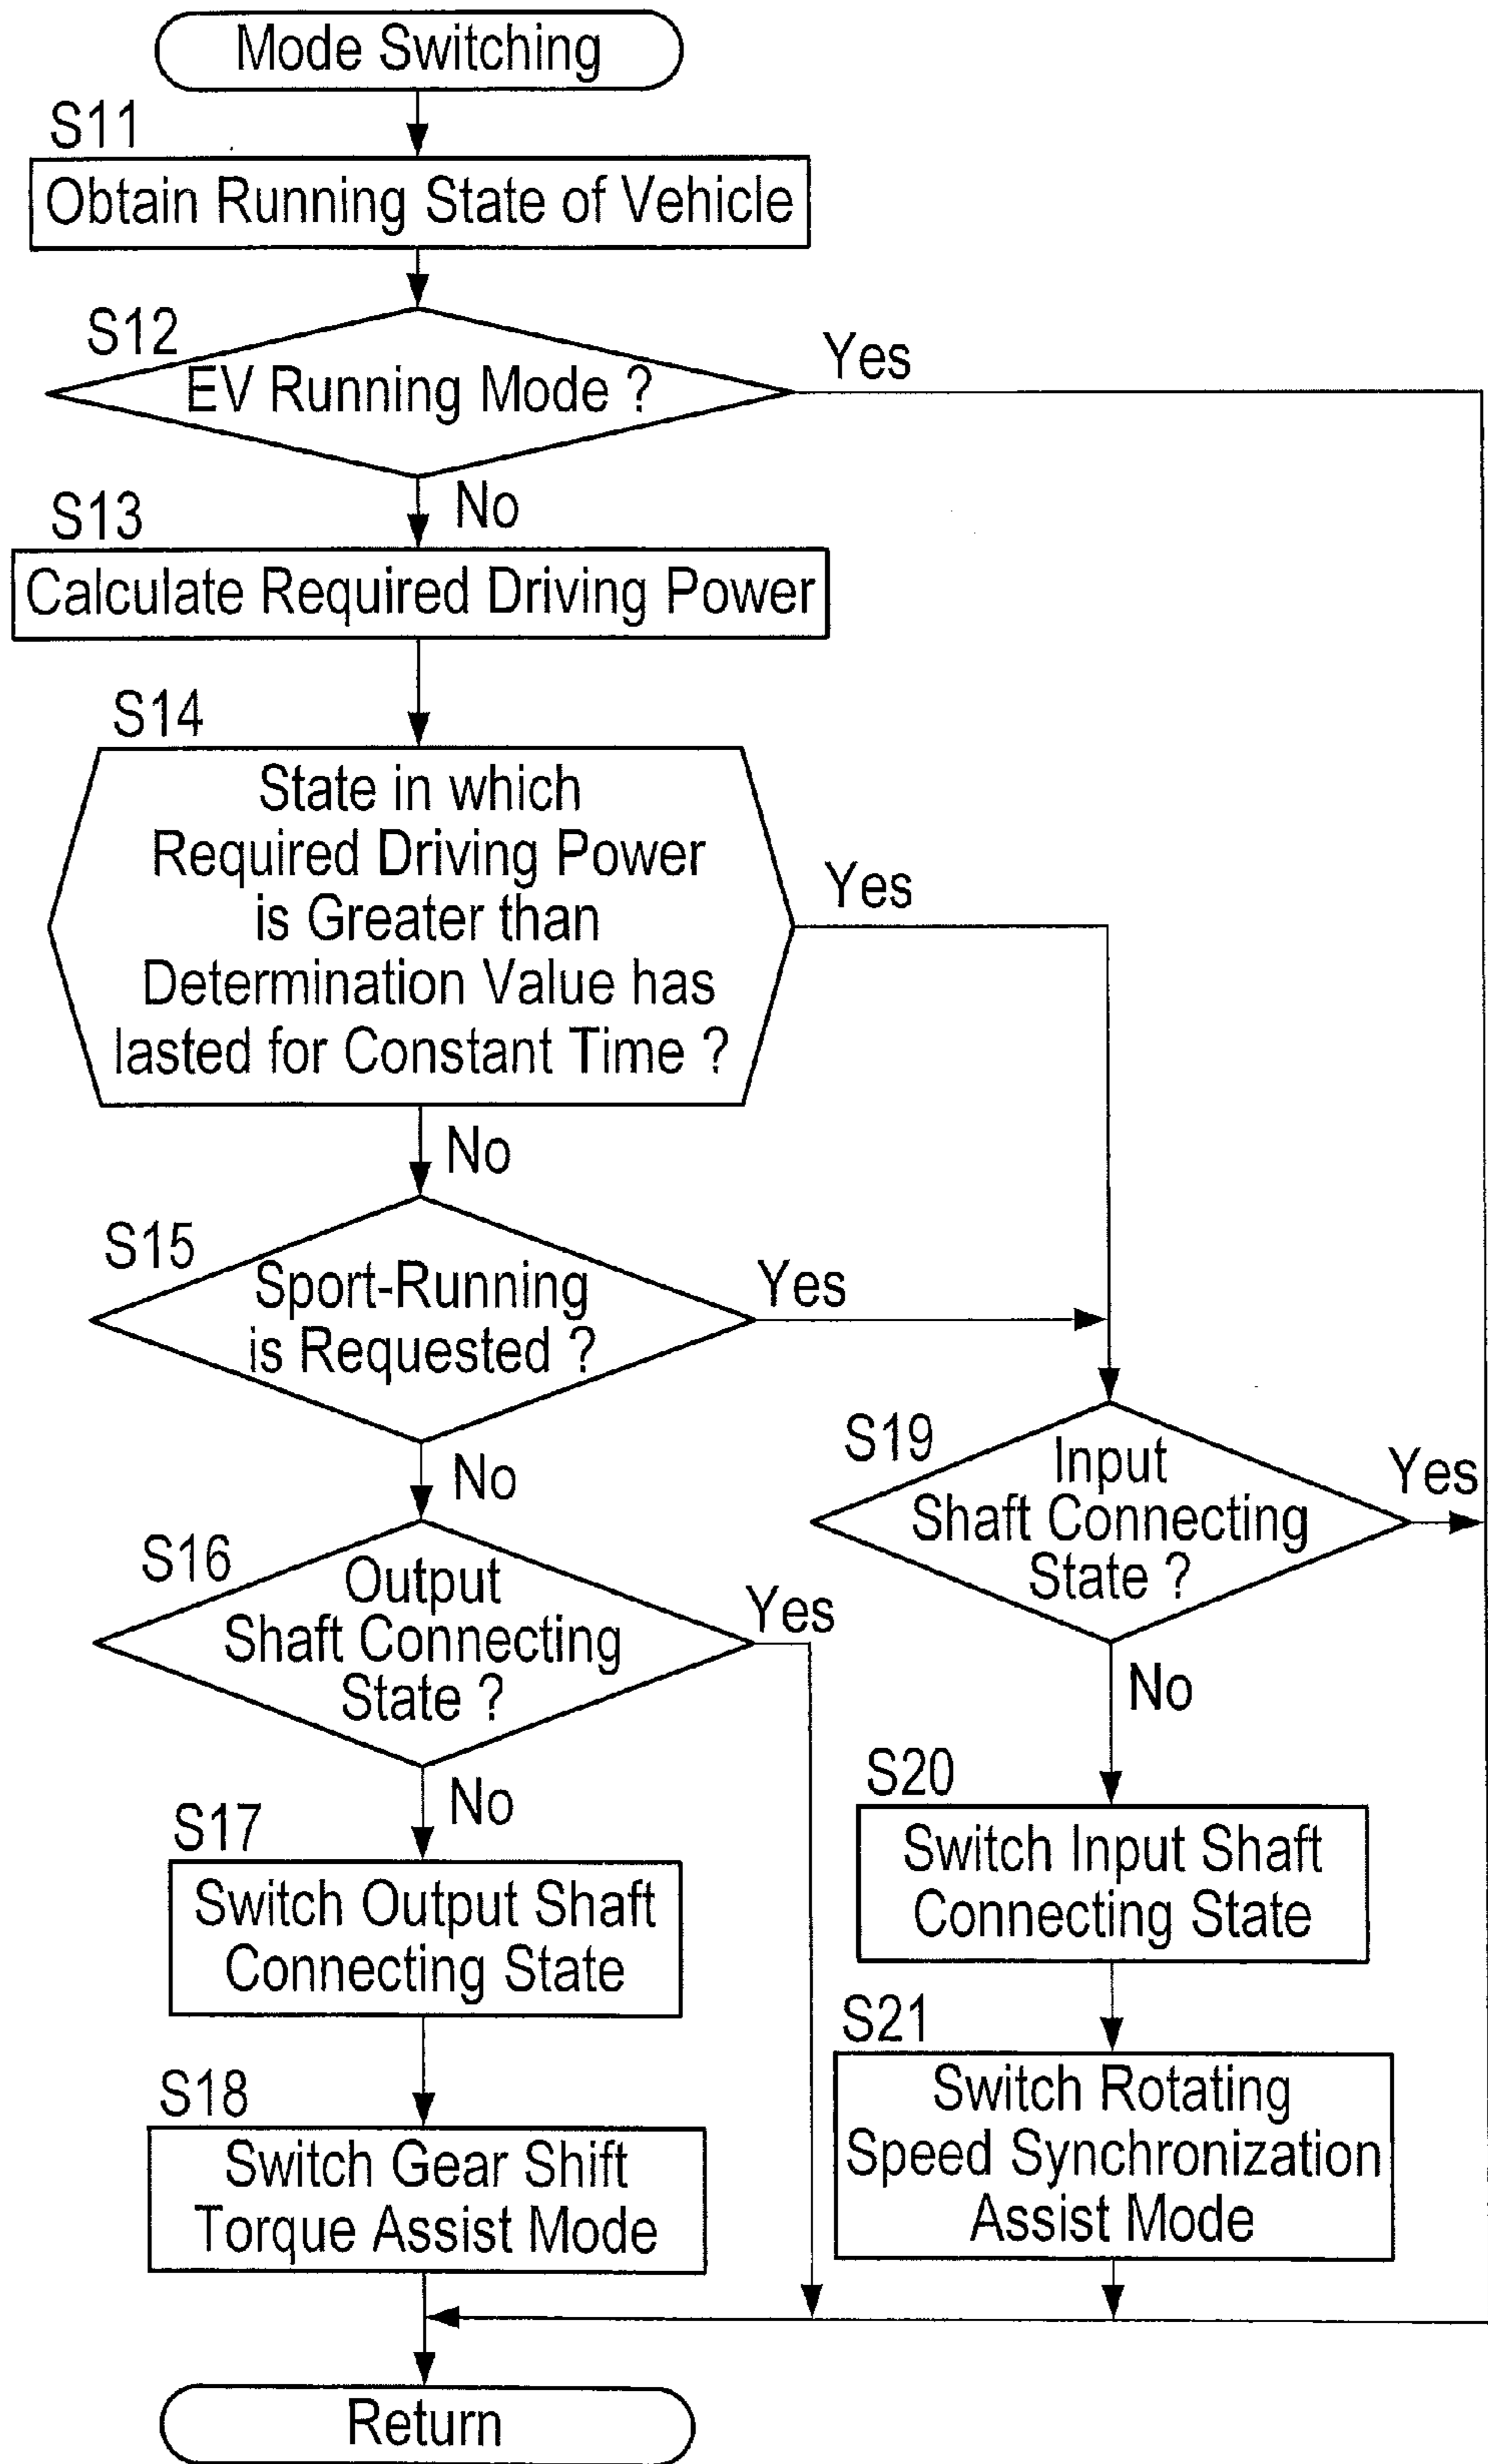 Mode Switching
S11
Obtain Running State of Vehicle
S12
EV Running Mode ?
Yes
No
S13
Calculate Required Driving Power
S14
State in which
Required Driving Power
is Greater than
Determination Value has
lasted for Constant Time ?
Yes
No
S15
Sport-Running
is Requested ?
Yes
No
S16
Output
Shaft Connecting
State ?
Yes
No
S17
Switch Output Shaft
Connecting State
S18
Switch Gear Shift
Torque Assist Mode
S19
Input
Shaft Connecting
State ?
Yes
No
S20
Switch Input Shaft
Connecting State
S21
Switch Rotating
Speed Synchronization
Assist Mode
Return